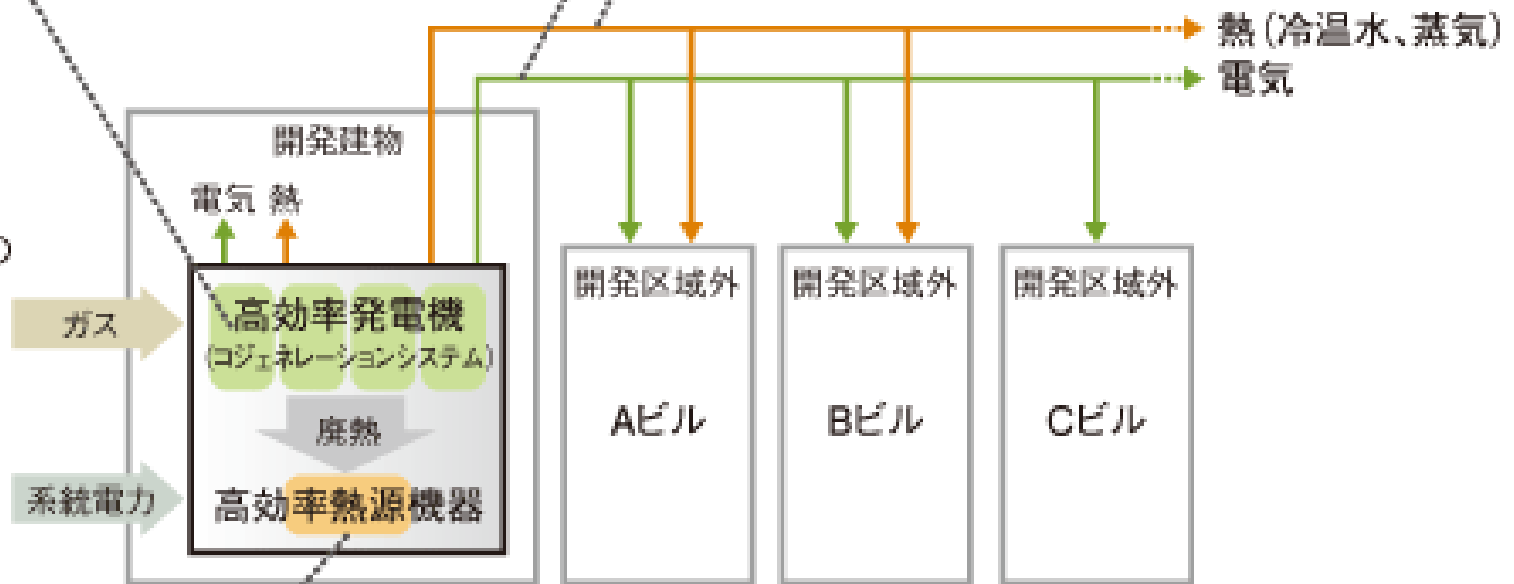 熱(冷温水、蒸気)
電気
開発建物
電気 熱
ガス
高効率発電機
(コジェネレーションシステム)
廃熱
系統電力
高効率熱源機器
開発区域外
Aビル
開発区域外
Bビル
開発区域外
Cビル